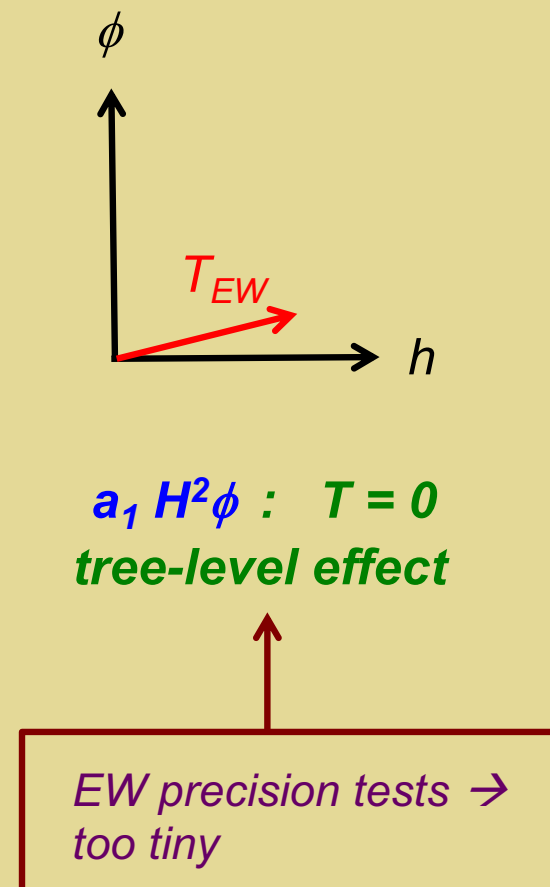 ϕ
T_EW
h
a₁ H²ϕ : T = 0
tree-level effect
EW precision tests →
too tiny